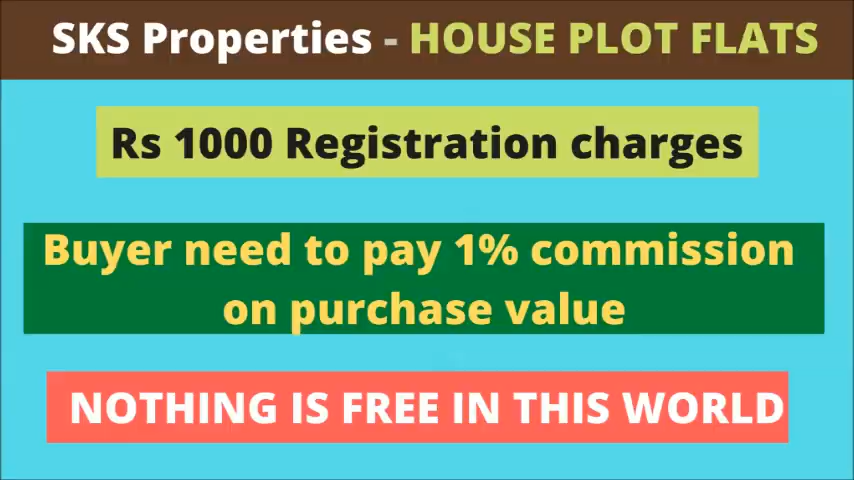 SKS Properties - HOUSE PLOT FLATS
Rs 1000 Registration charges
Buyer need to pay 1% commission
on purchase value
NOTHING IS FREE IN THIS WORLD